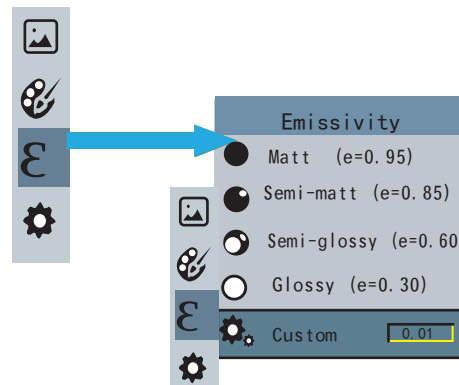 ε
Emissivity
Matt (e=0.95)
Semi-matt (e=0.85)
Semi-glossy (e=0.60
Glossy (e=0.30)
ε
Custom 0.01